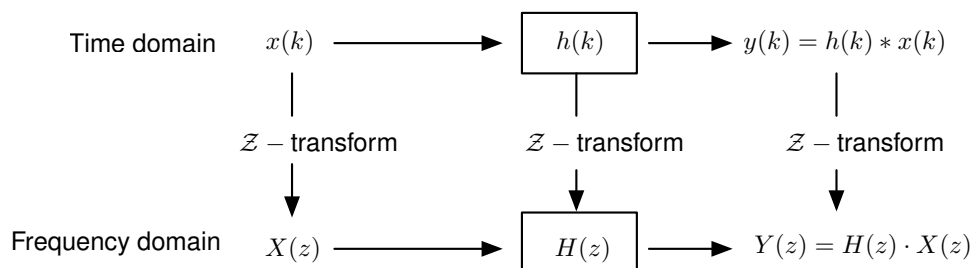 Time domain x(k) h(k) y(k) = h(k) ∗ x(k)
𝒵 – transform 𝒵 – transform 𝒵 – transform
Frequency domain X(z) H(z) Y(z) = H(z) · X(z)